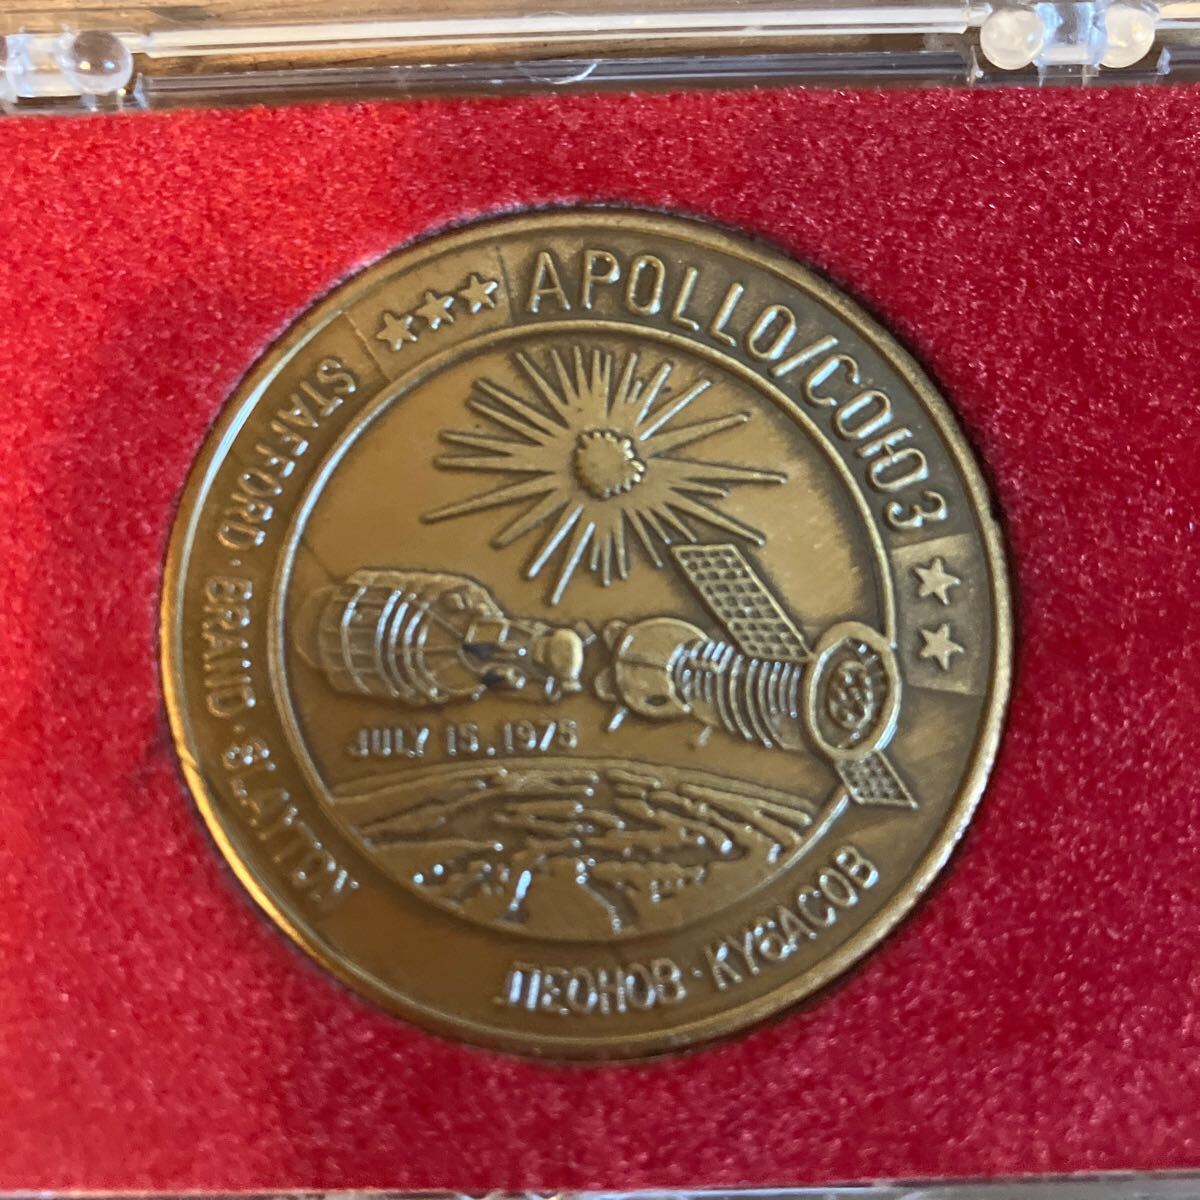 APOLLO/СОЮЗ
STAFFORD · BRAND · SLAYTON
JULY 15, 1975
ЛЕОНОВ · КУБАСОВ